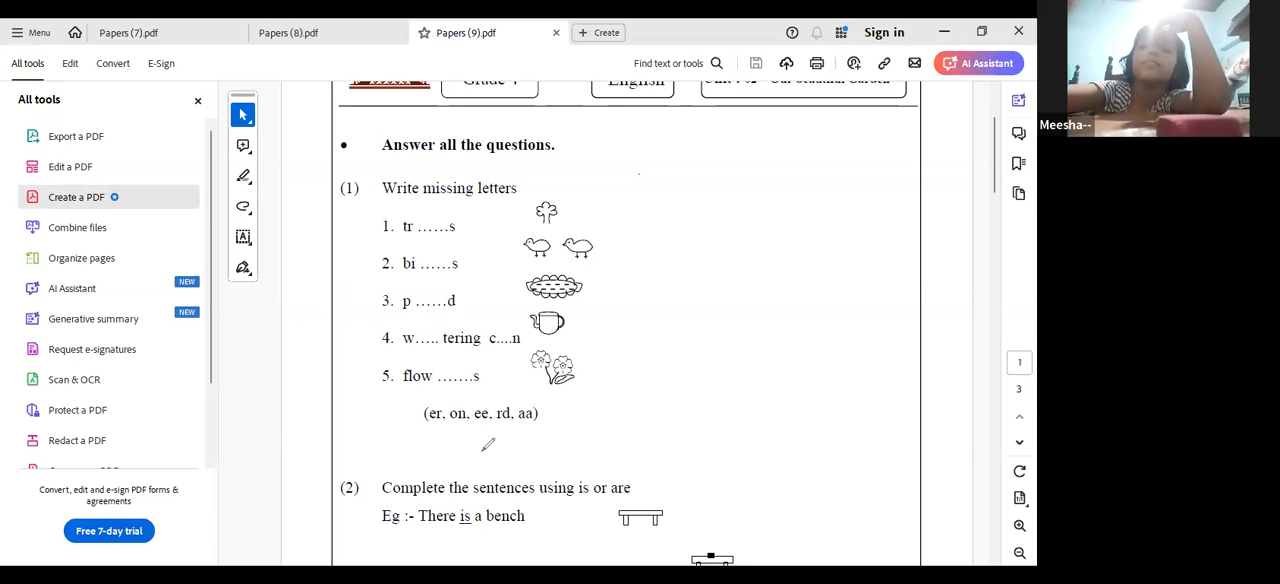 Menu Papers (7).pdf Papers (8).pdf Papers (9).pdf Create Sign in
All tools Edit Convert E-Sign Find text or tools AI Assistant
All tools
Export a PDF
Edit a PDF
Create a PDF
Combine files
Organize pages
AI Assistant NEW
Generative summary NEW
Request e-signatures
Scan & OCR
Protect a PDF
Redact a PDF
Convert, edit and e-sign PDF forms &
agreements
Free 7-day trial
English
• Answer all the questions.
(1) Write missing letters
1. tr ……s
2. bi ……s
3. p ……d
4. w….. tering c....n
5. flow …….s
(er, on, ee, rd, aa)
(2) Complete the sentences using is or are
Eg :- There is a bench
1
3
Meesha--